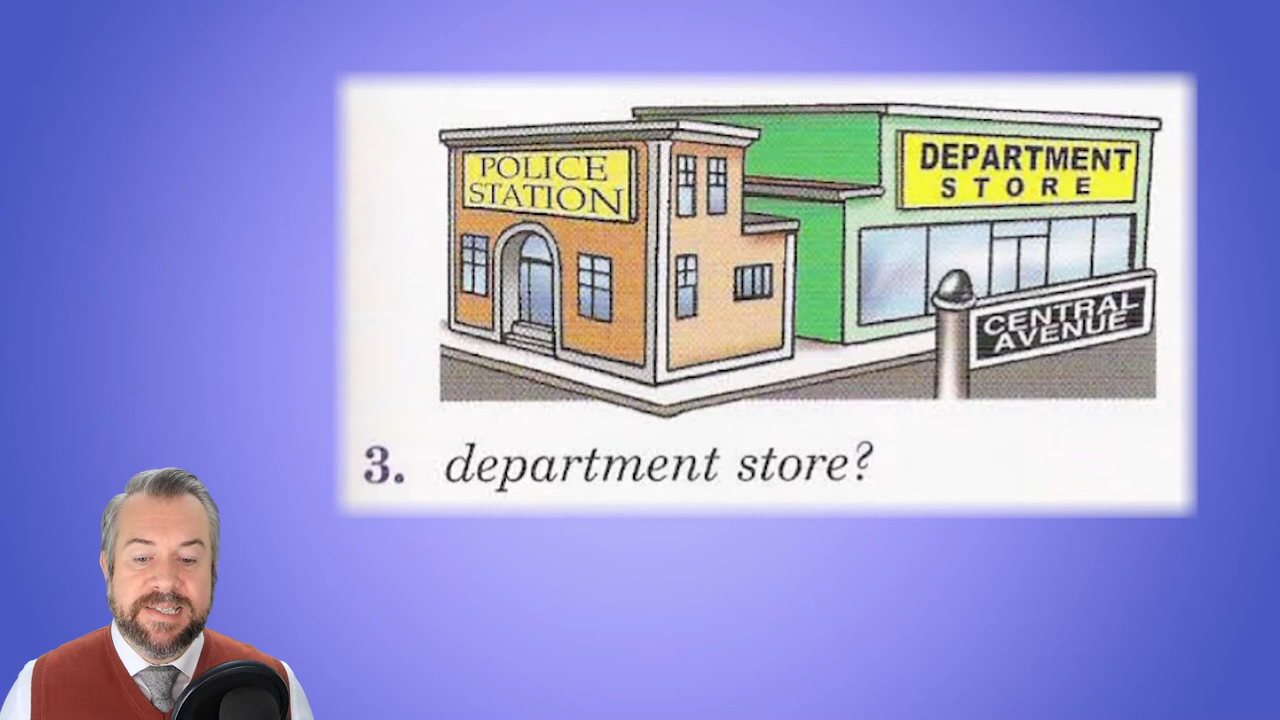 POLICE
STATION
DEPARTMENT
STORE
CENTRAL
AVENUE
3. department store?